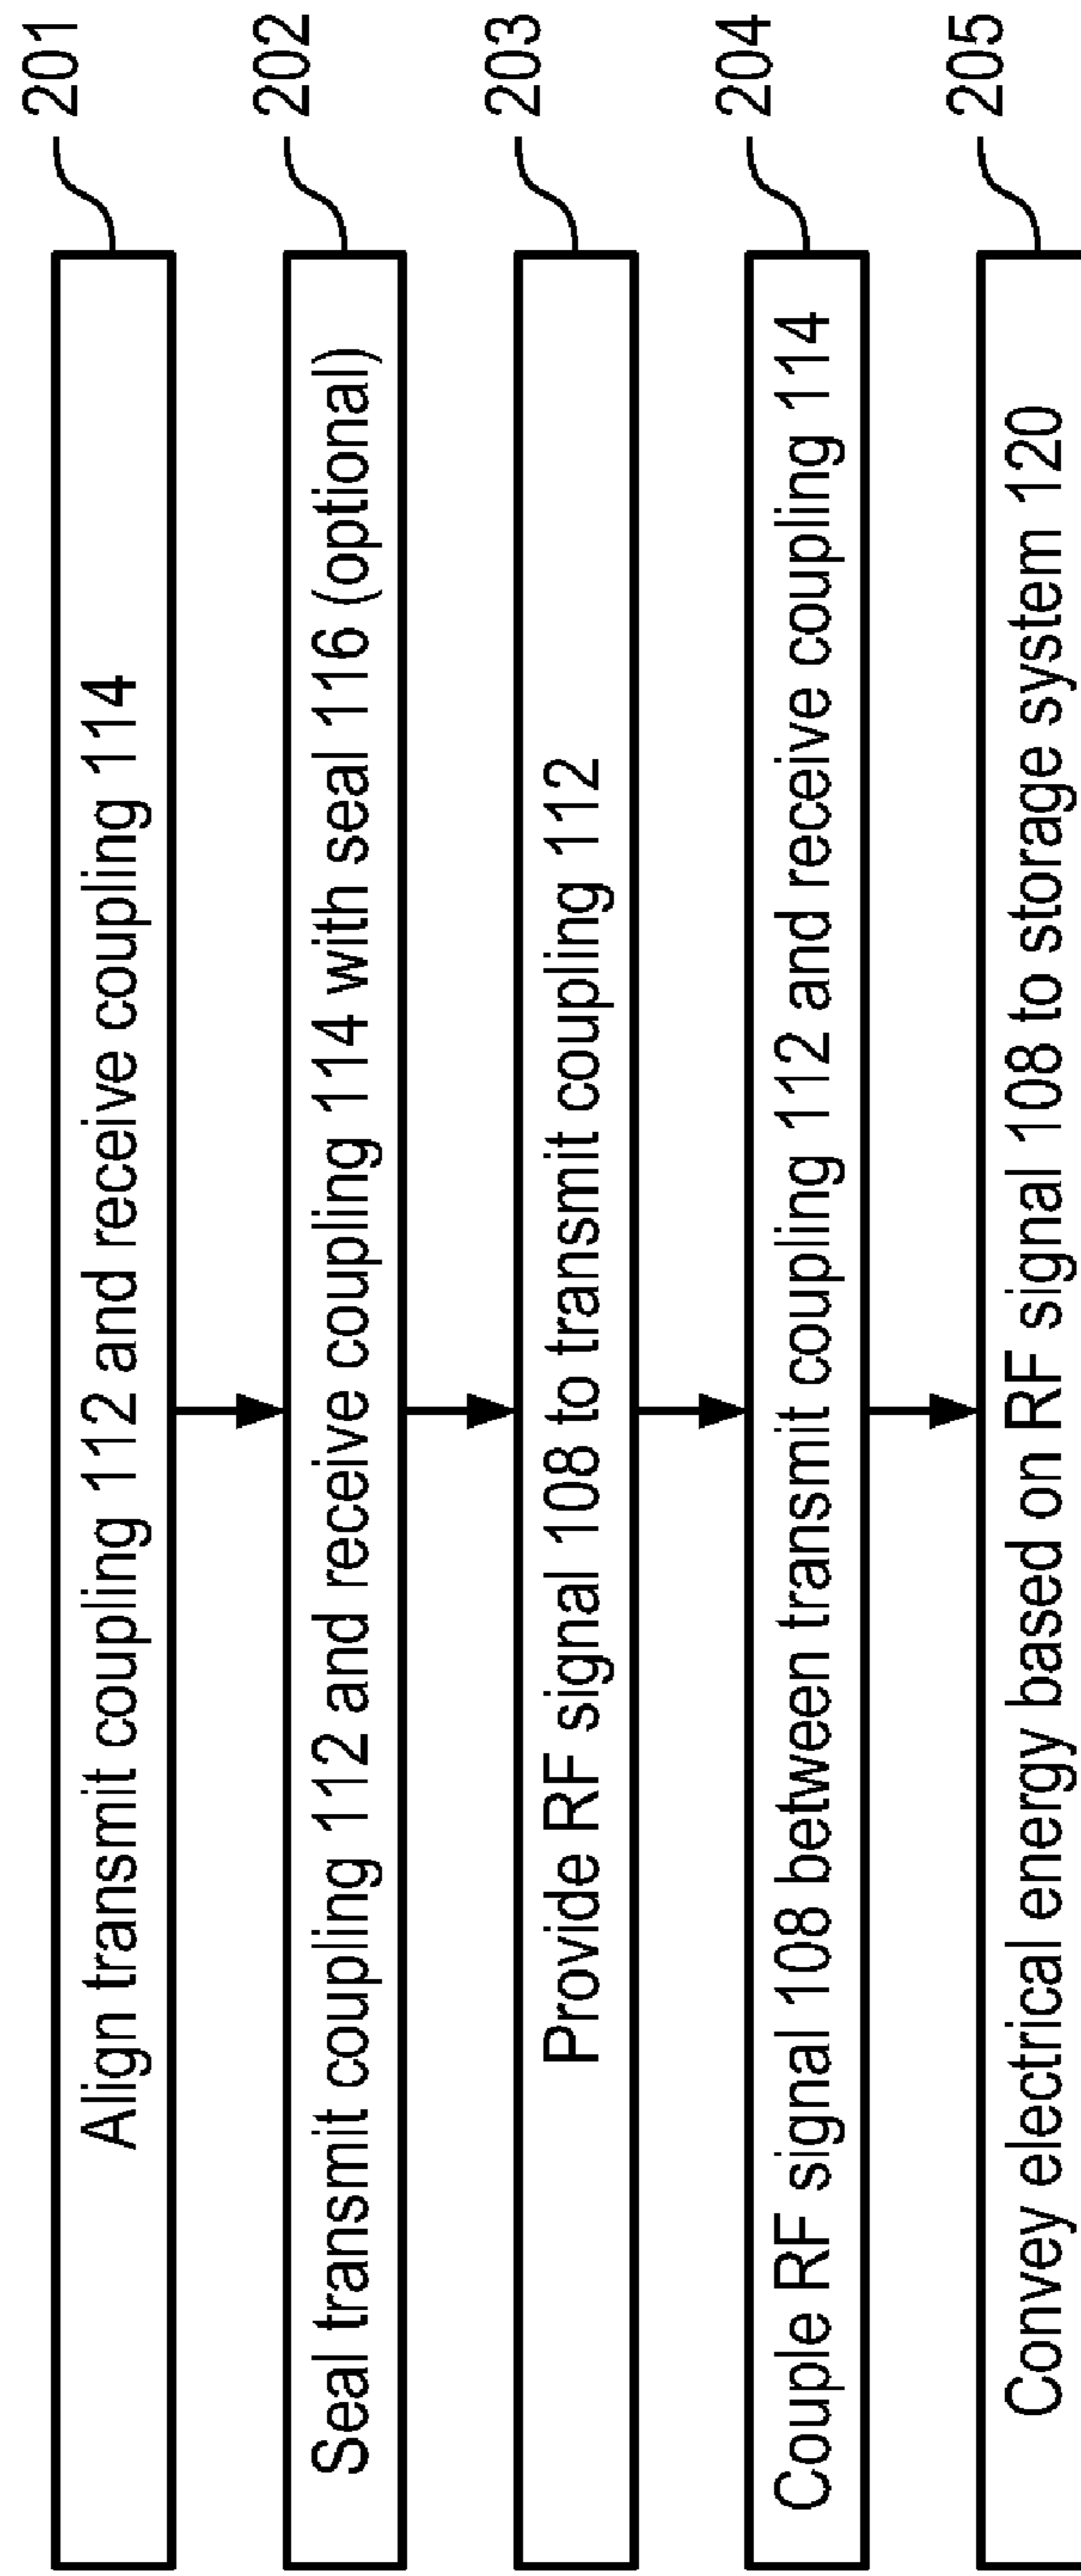 201
Align transmit coupling 112 and receive coupling 114
202
Seal transmit coupling 112 and receive coupling 114 with seal 116 (optional)
203
Provide RF signal 108 to transmit coupling 112
204
Couple RF signal 108 between transmit coupling 112 and receive coupling 114
205
Convey electrical energy based on RF signal 108 to storage system 120